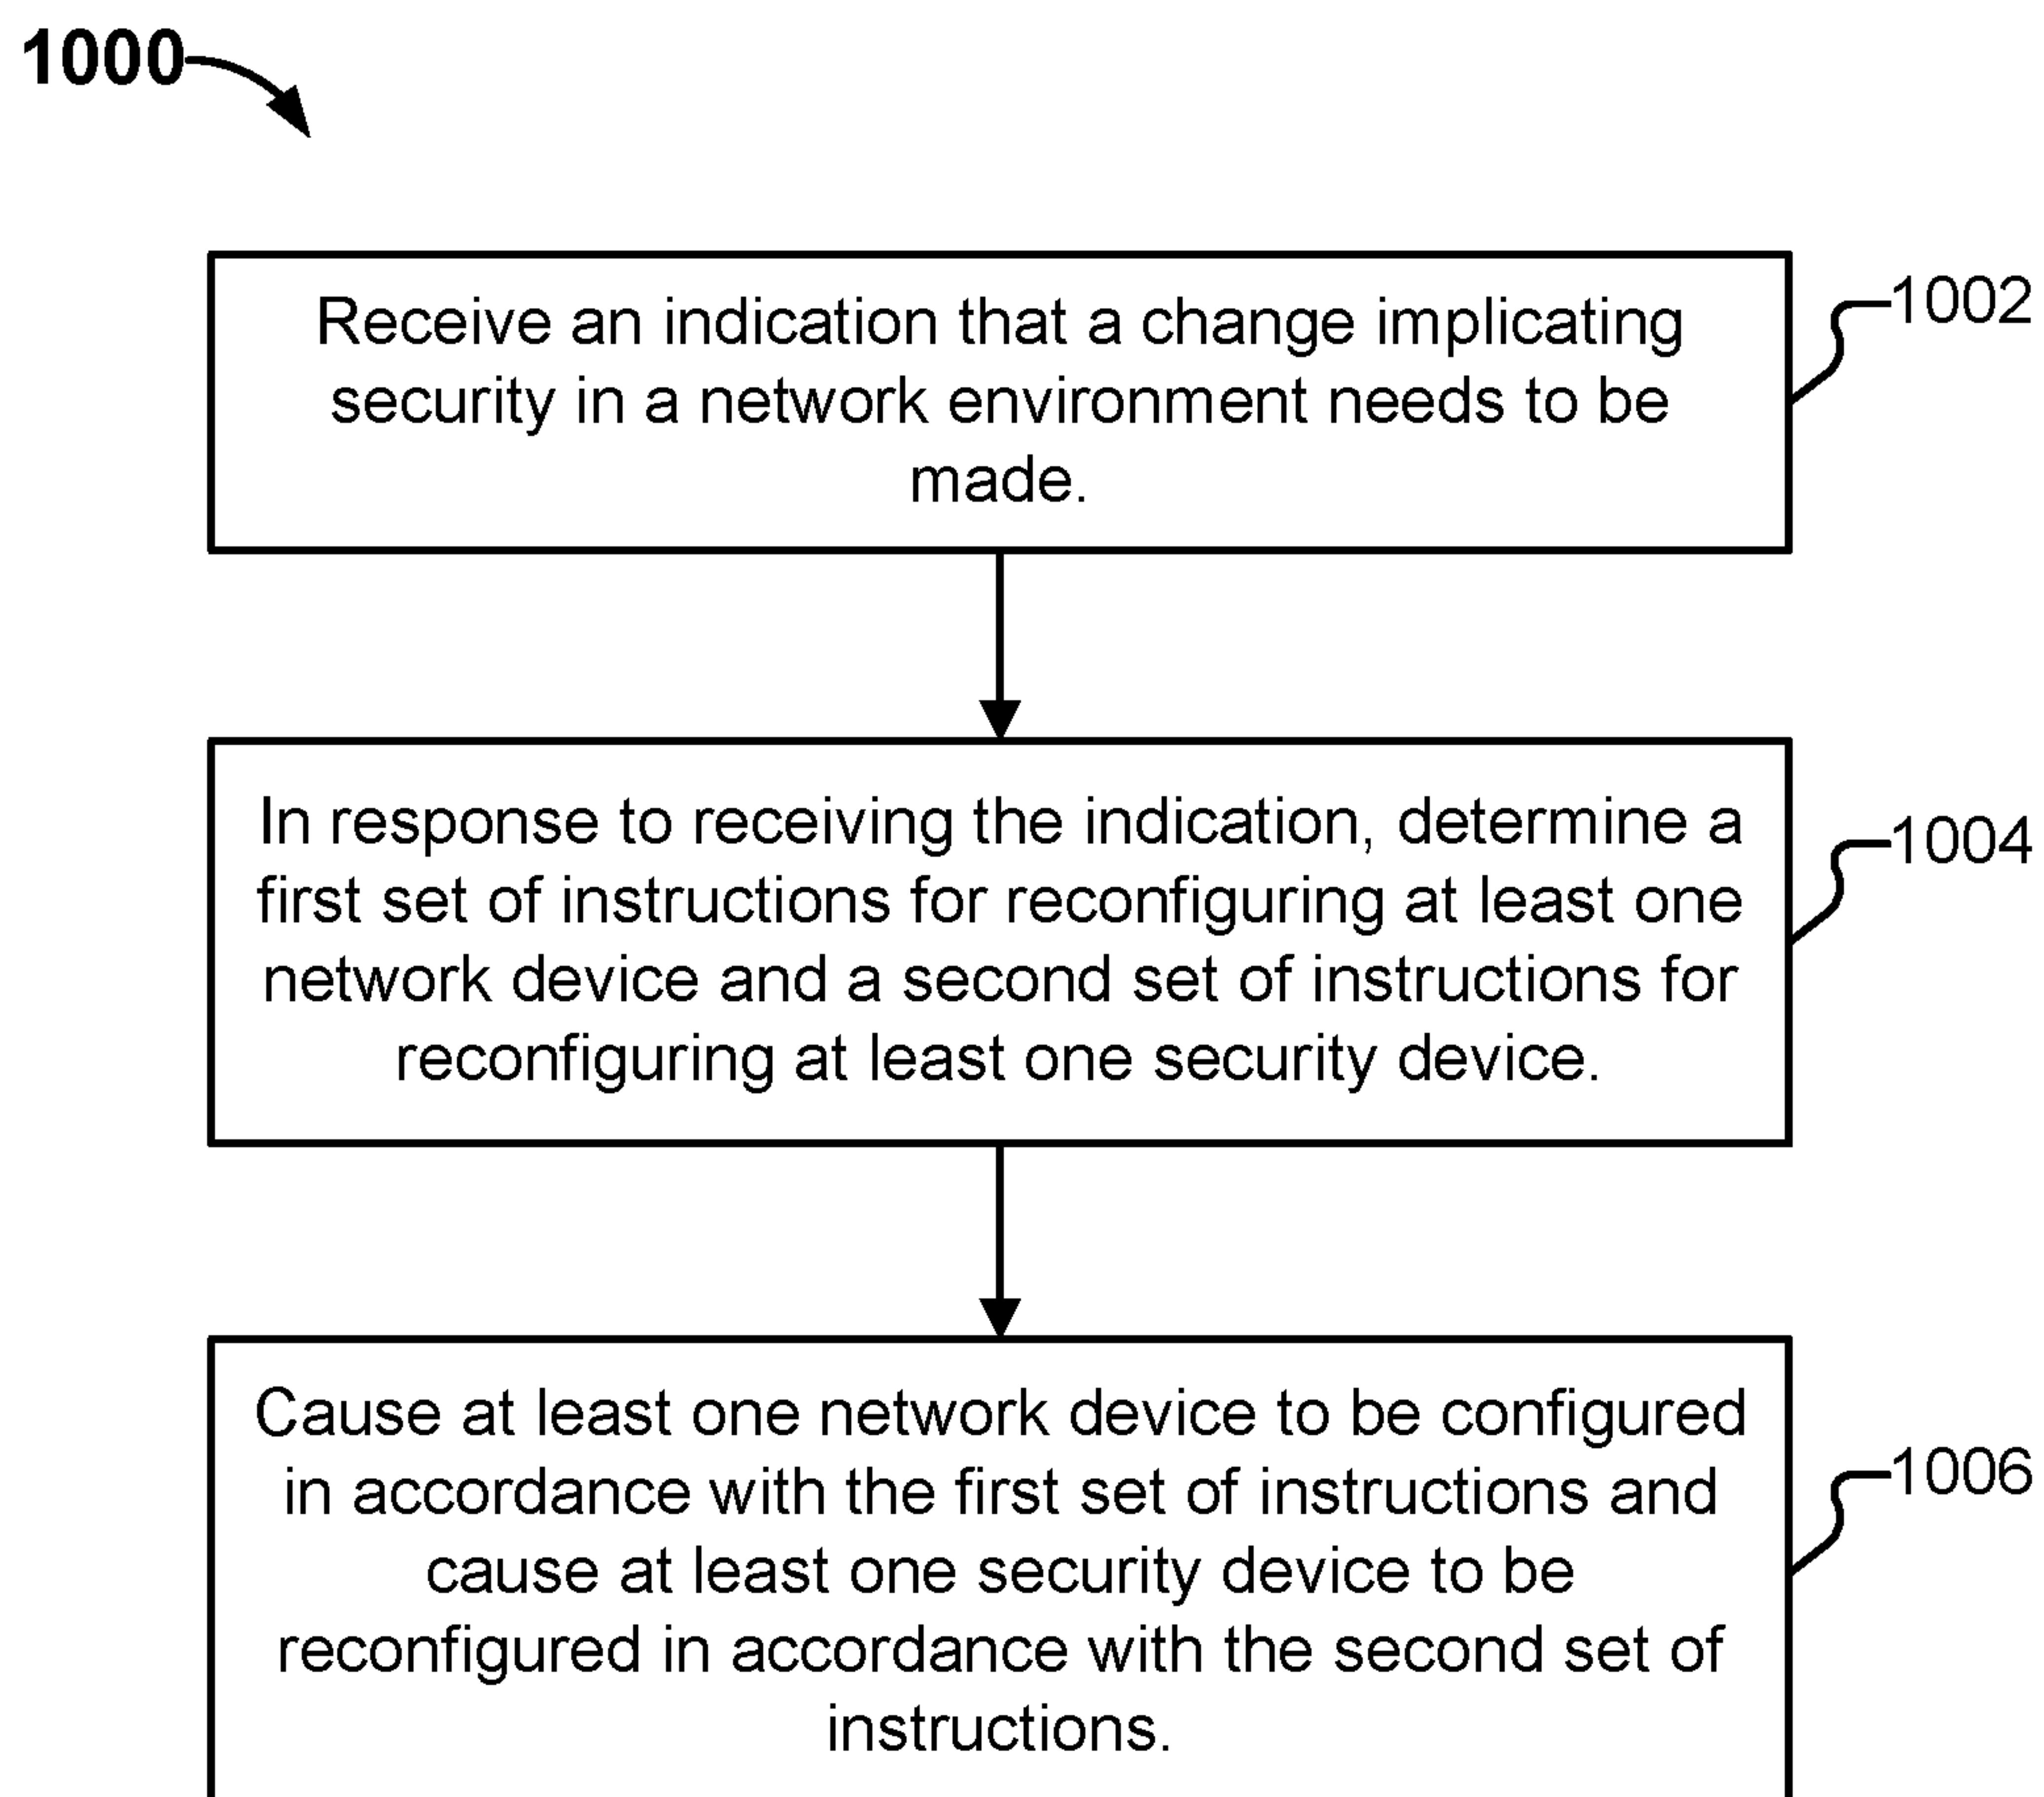 1000
Receive an indication that a change implicating
security in a network environment needs to be
made.
1002
In response to receiving the indication, determine a
first set of instructions for reconfiguring at least one
network device and a second set of instructions for
reconfiguring at least one security device.
1004
Cause at least one network device to be configured
in accordance with the first set of instructions and
cause at least one security device to be
reconfigured in accordance with the second set of
instructions.
1006